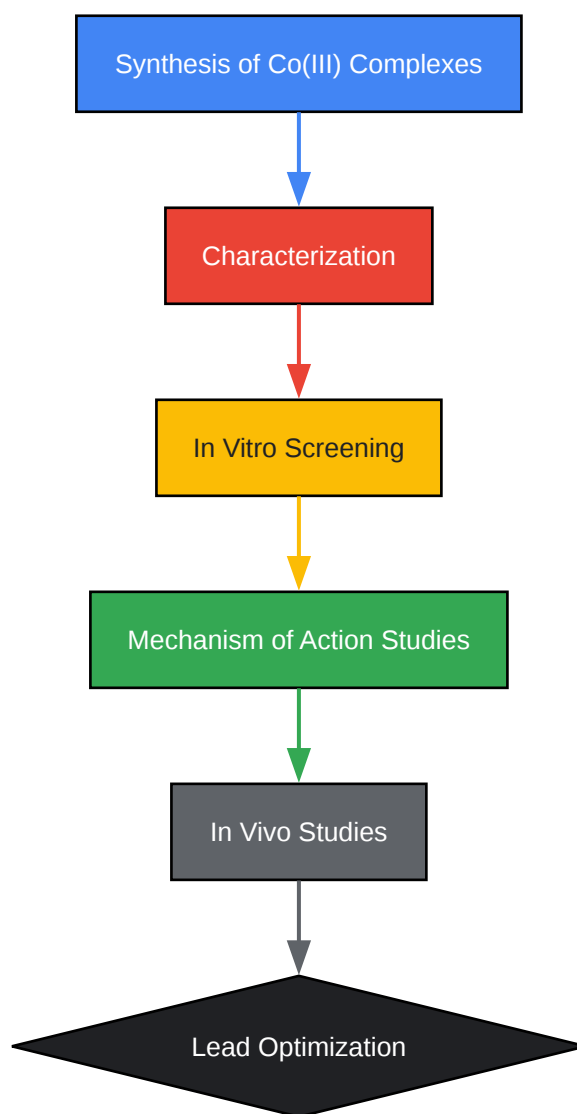 Synthesis of Co(III) Complexes
Characterization
In Vitro Screening
Mechanism of Action Studies
In Vivo Studies
Lead Optimization